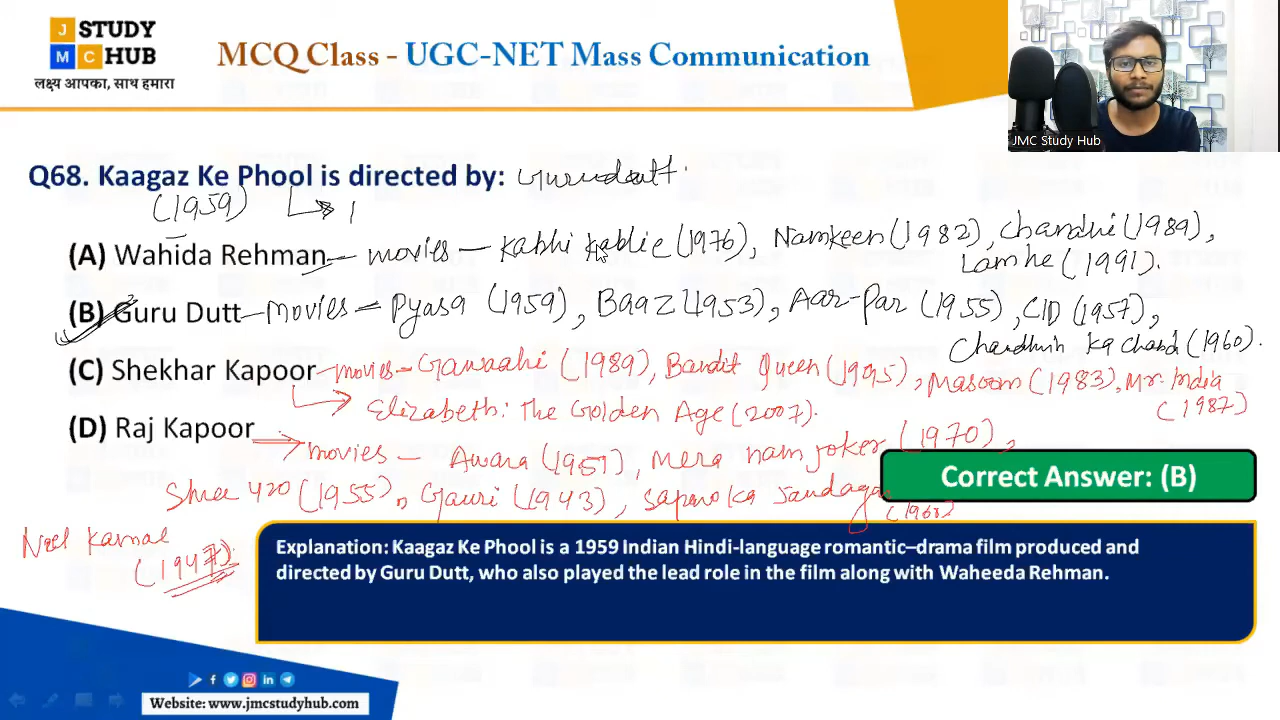 J STUDY
M C HUB
लक्ष्य आपका, साथ हमारा
MCQ Class - UGC-NET Mass Communication
JMC Study Hub
Q68. Kaagaz Ke Phool is directed by: Gurudutt.
(1959)
(A) Wahida Rehman - movies - Kabhi Kabhie (1976), Namkeen (1982), Chandhi (1989),
Lamhe (1991).
(B) Guru Dutt - movies - Pyasa (1959), BAAZ (1953), Aar-Par (1955), CID (1957),
Chandhvin ka chand (1960).
(C) Shekhar Kapoor - movies - Gawaahi (1989), Bandit Queen (1995), Masoom (1983), Mr. India
(1987)
Elizabeth: The Golden Age (2007).
(D) Raj Kapoor
movies - Awara (1951), mera nam joker (1970),
Correct Answer: (B)
Shree 420 (1955), Gauri (1943), sapno ka saudagar
Neel Kamal
(1947).
Explanation: Kaagaz Ke Phool is a 1959 Indian Hindi-language romantic–drama film produced and
directed by Guru Dutt, who also played the lead role in the film along with Waheeda Rehman.
Website: www.jmcstudyhub.com